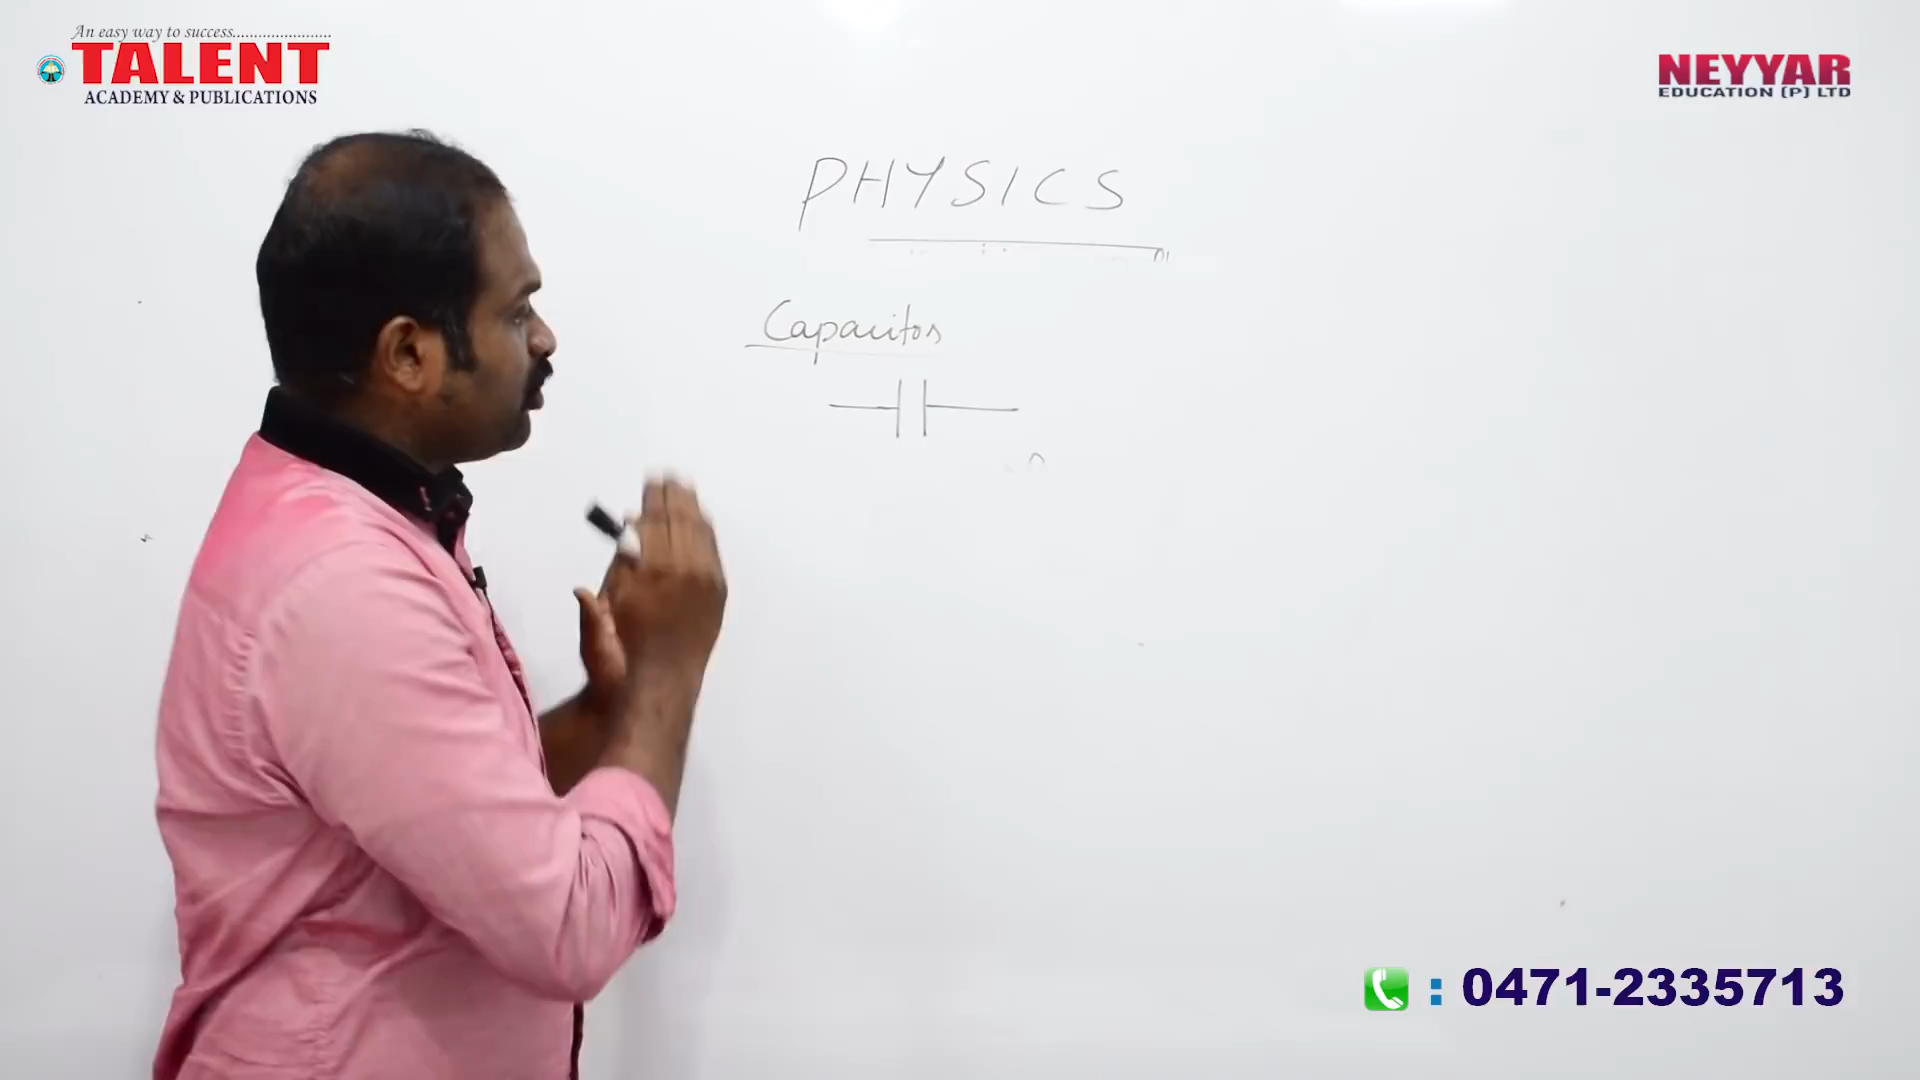 An easy way to success.......................
TALENT
ACADEMY & PUBLICATIONS
NEYYAR
EDUCATION (P) LTD
PHYSICS
Capacitor
: 0471-2335713